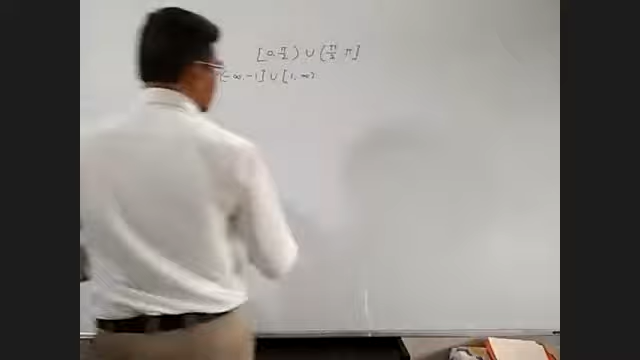 [0, π/2) ∪ (π/2, π]
(-∞, -1] ∪ [1, ∞)